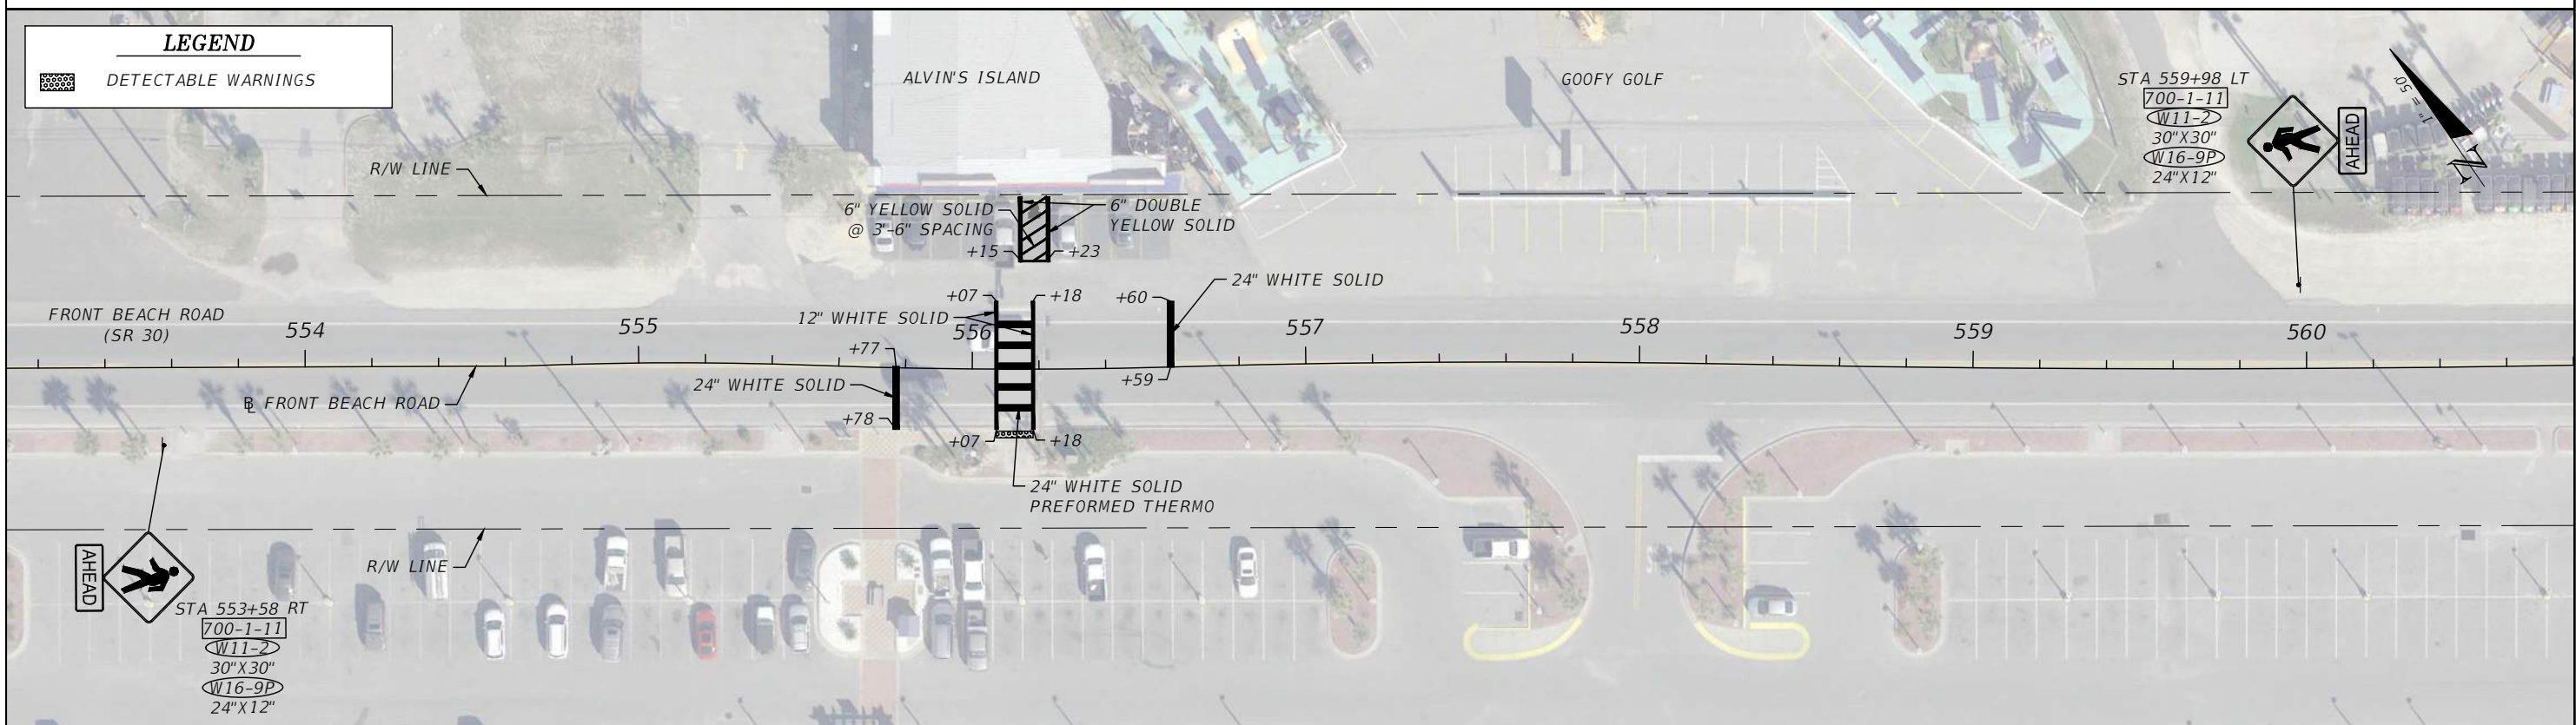 LEGEND
DETECTABLE WARNINGS
ALVIN'S ISLAND
GOOFY GOLF
STA 559+98 LT
700-1-11
W11-2
30"X30"
W16-9P
24"X12"
AHEAD
1" = 50'
N
R/W LINE
6" YELLOW SOLID
@ 3'-6" SPACING
6" DOUBLE
YELLOW SOLID
+15
+23
24" WHITE SOLID
+07
+18
+60
12" WHITE SOLID
FRONT BEACH ROAD
(SR 30)
554
555
556
557
558
559
560
+77
24" WHITE SOLID
+59
BL FRONT BEACH ROAD
+78
+07
+18
24" WHITE SOLID
PREFORMED THERMO
R/W LINE
AHEAD
STA 553+58 RT
700-1-11
W11-2
30"X30"
W16-9P
24"X12"